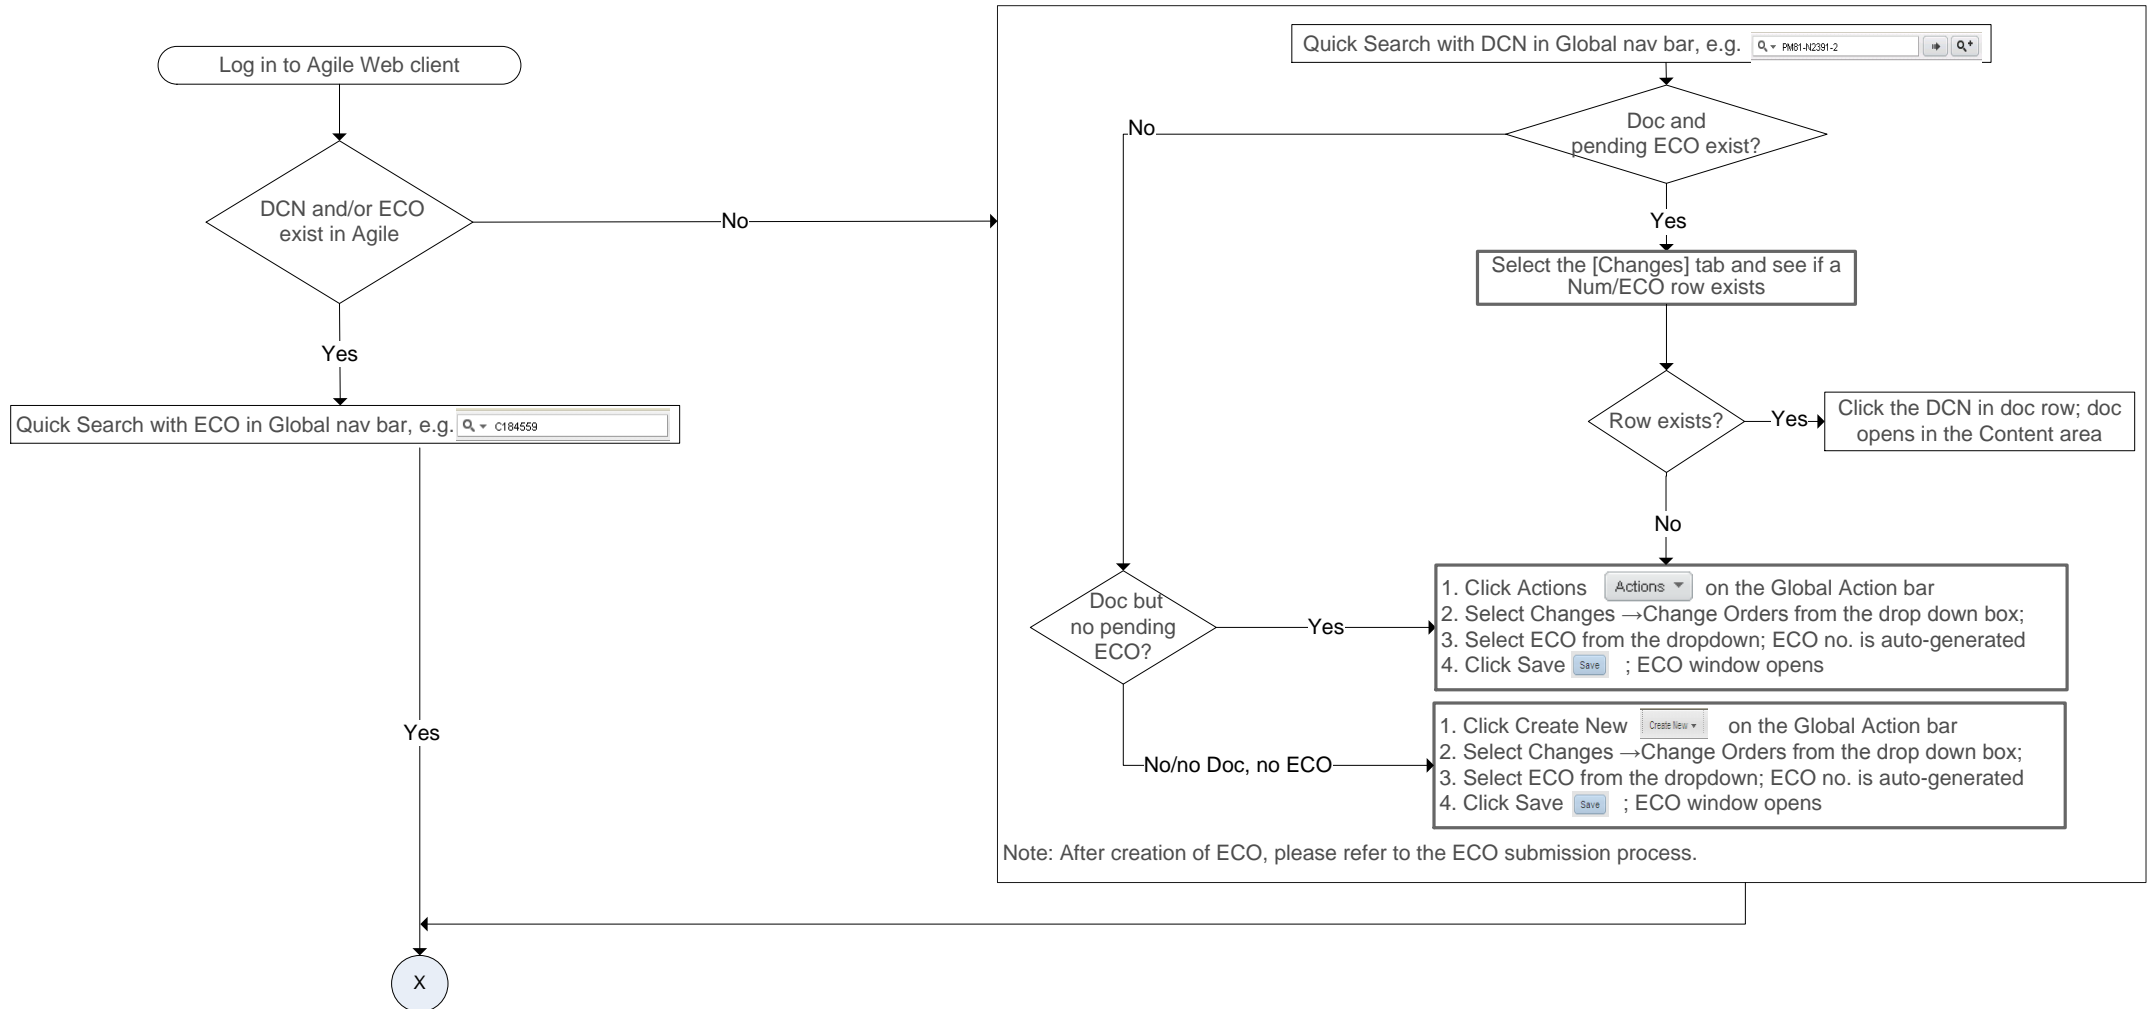 Log in to Agile Web client
DCN and/or ECO
exist in Agile
No
Yes
Quick Search with ECO in Global nav bar, e.g. C184559
Yes
X
Quick Search with DCN in Global nav bar, e.g. PM81-N2391-2
Doc and
pending ECO exist?
No
Yes
Select the [Changes] tab and see if a
Num/ECO row exists
Row exists?
Yes
Click the DCN in doc row; doc
opens in the Content area
No
Doc but
no pending
ECO?
Yes
1. Click Actions Actions on the Global Action bar
2. Select Changes →Change Orders from the drop down box;
3. Select ECO from the dropdown; ECO no. is auto-generated
4. Click Save Save ; ECO window opens
No/no Doc, no ECO
1. Click Create New Create New on the Global Action bar
2. Select Changes →Change Orders from the drop down box;
3. Select ECO from the dropdown; ECO no. is auto-generated
4. Click Save Save ; ECO window opens
Note: After creation of ECO, please refer to the ECO submission process.